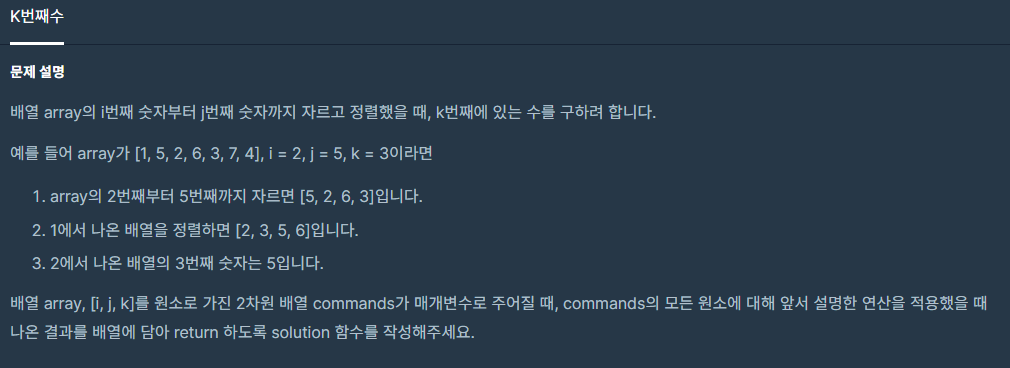 K번째수
문제 설명
배열 array의 i번째 숫자부터 j번째 숫자까지 자르고 정렬했을 때, k번째에 있는 수를 구하려 합니다.
예를 들어 array가 [1, 5, 2, 6, 3, 7, 4], i = 2, j = 5, k = 3이라면
1. array의 2번째부터 5번째까지 자르면 [5, 2, 6, 3]입니다.
2. 1에서 나온 배열을 정렬하면 [2, 3, 5, 6]입니다.
3. 2에서 나온 배열의 3번째 숫자는 5입니다.
배열 array, [i, j, k]를 원소로 가진 2차원 배열 commands가 매개변수로 주어질 때, commands의 모든 원소에 대해 앞서 설명한 연산을 적용했을 때
나온 결과를 배열에 담아 return 하도록 solution 함수를 작성해주세요.